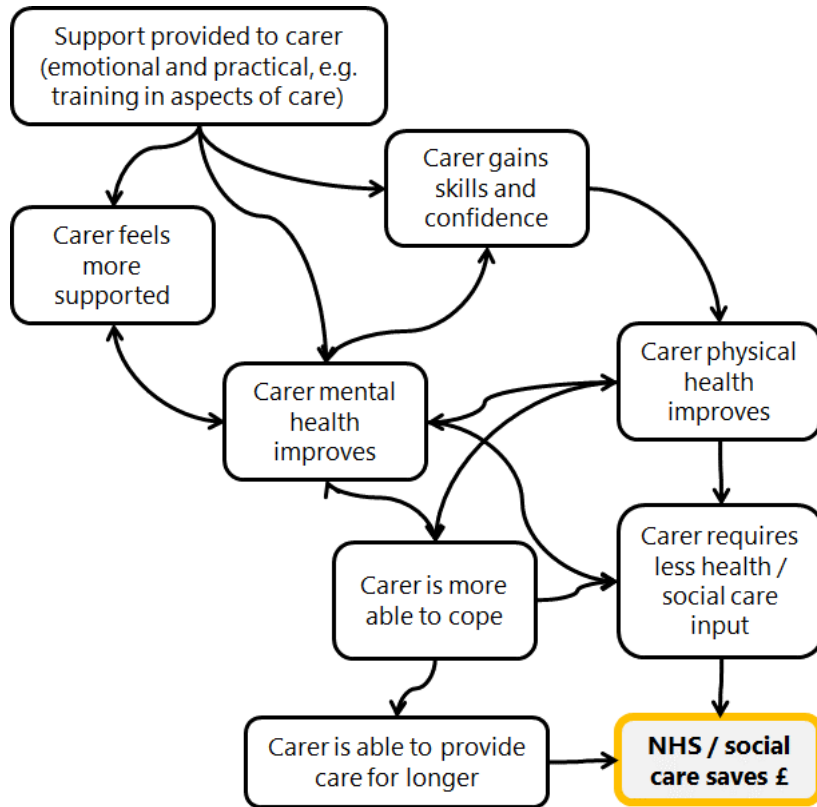 Support provided to carer
(emotional and practical, e.g.
training in aspects of care)
Carer gains
skills and
confidence
Carer feels
more
supported
Carer mental
health
improves
Carer physical
health
improves
Carer is more
able to cope
Carer requires
less health /
social care
input
Carer is able to provide
care for longer
NHS / social
care saves £